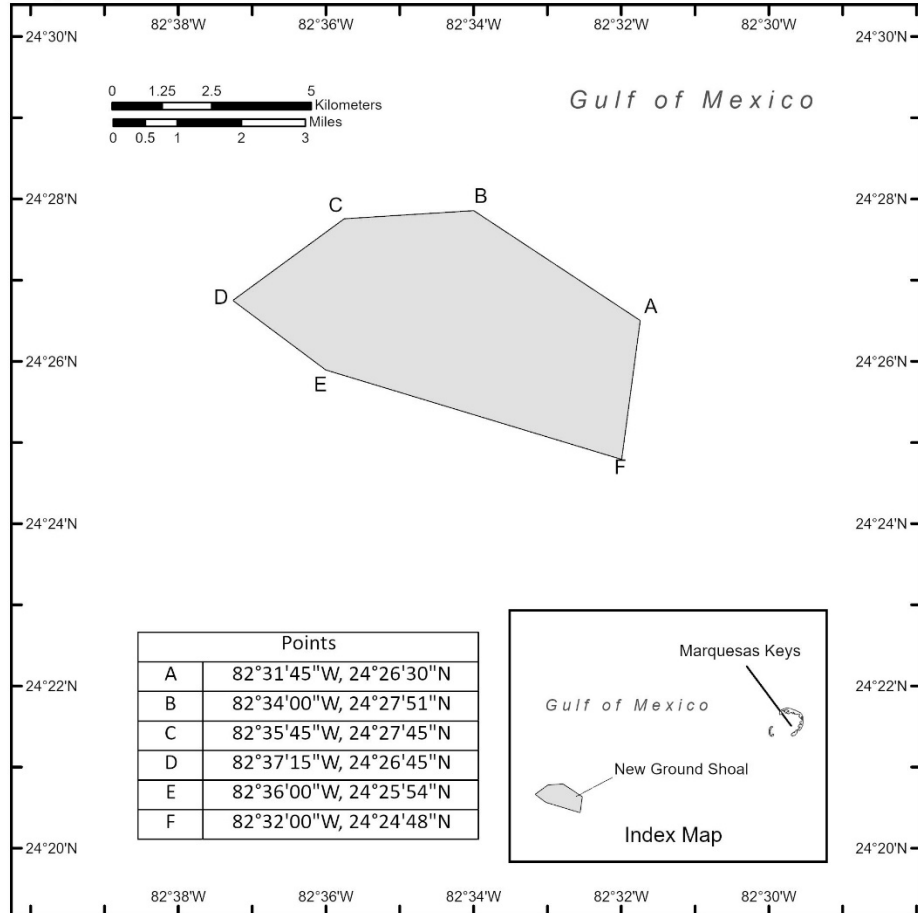 82°38'W 82°36'W 82°34'W 82°32'W 82°30'W
24°30'N 24°30'N
0 1.25 2.5 5
Kilometers
Miles
0 0.5 1 2 3
Gulf of Mexico
24°28'N 24°28'N
B
C
D
A
24°26'N 24°26'N
E
F
24°24'N 24°24'N
Points
A 82°31'45"W, 24°26'30"N
B 82°34'00"W, 24°27'51"N
C 82°35'45"W, 24°27'45"N
D 82°37'15"W, 24°26'45"N
E 82°36'00"W, 24°25'54"N
F 82°32'00"W, 24°24'48"N
Marquesas Keys
Gulf of Mexico
New Ground Shoal
Index Map
24°22'N 24°22'N
24°20'N 24°20'N
82°38'W 82°36'W 82°34'W 82°32'W 82°30'W